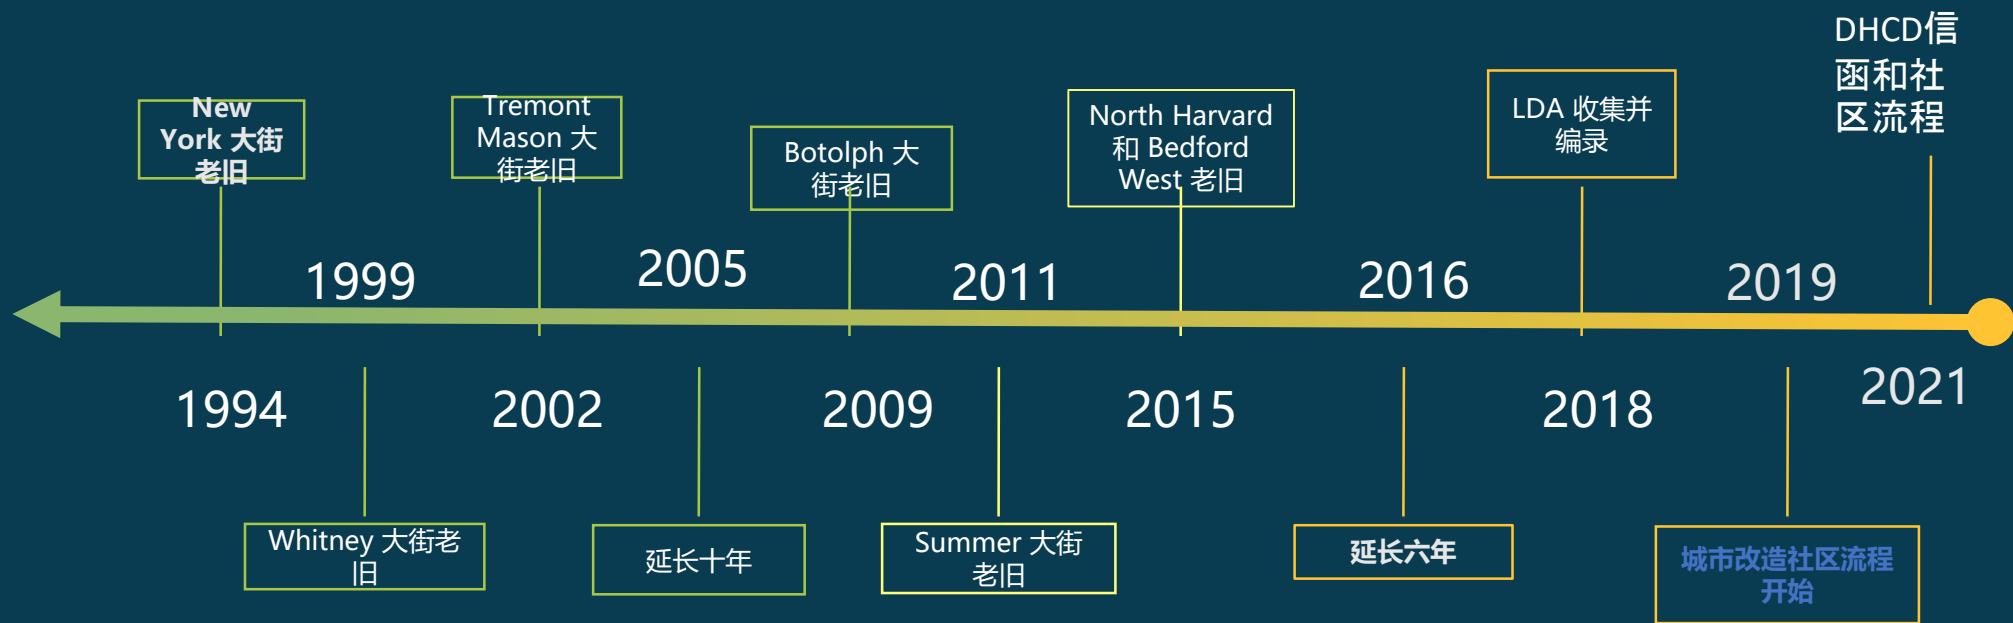 New
York 大街
老旧
Tremont
Mason 大
街老旧
Botolph 大
街老旧
North Harvard
和 Bedford
West 老旧
LDA 收集并
编录
DHCD信
函和社
区流程
1999
2005
2011
2016
2019
1994
2002
2009
2015
2018
2021
Whitney 大街老
旧
延长十年
Summer 大街
老旧
延长六年
城市改造社区流程
开始